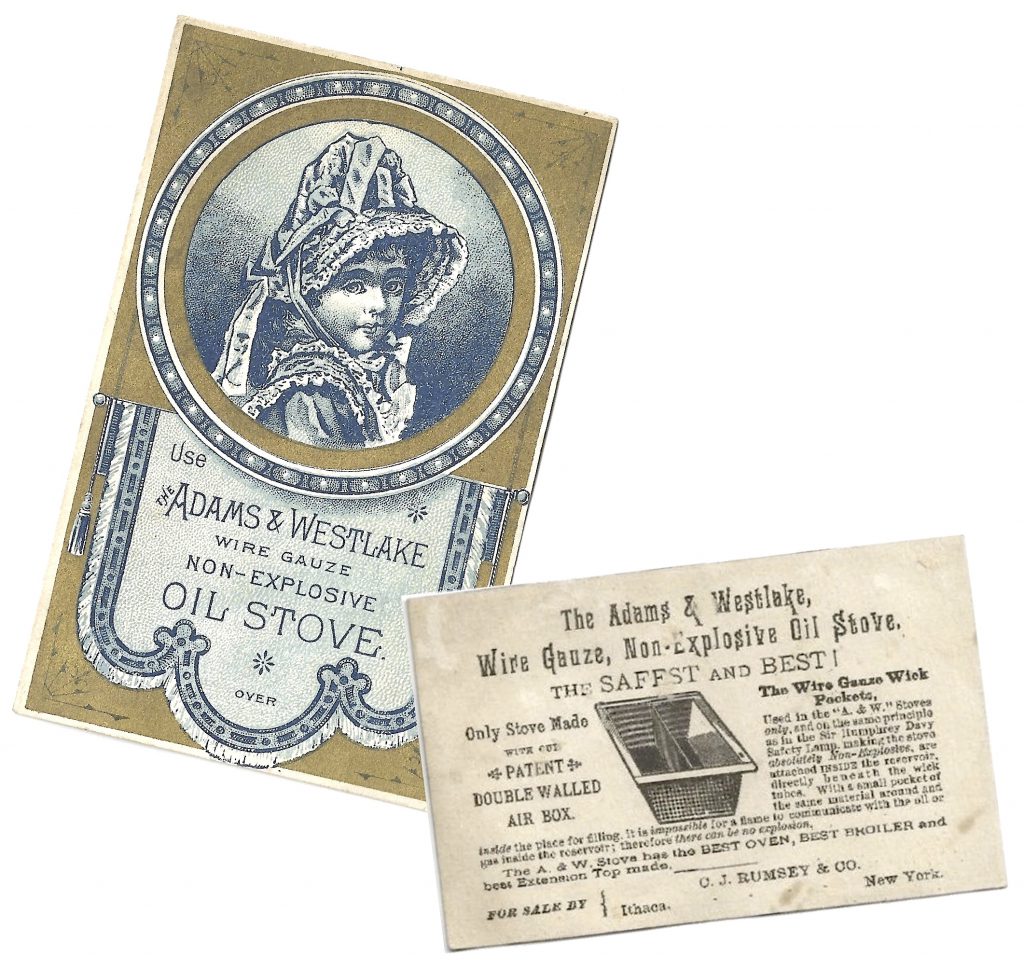 Use
THE ADAMS & WESTLAKE
WIRE GAUZE
NON-EXPLOSIVE
OIL STOVE.
OVER
The Adams & Westlake,
Wire Gauze, Non-Explosive Oil Stove.
THE SAFEST AND BEST!
Only Stove Made
WITH OUR
PATENT
DOUBLE WALLED
AIR BOX.
The Wire Gauze Wick
Pockets,
Used in the "A. & W." Stoves
only, and on the same principle
as in the Sir Humphrey Davy
Safety Lamp, making the stove
absolutely Non-Explosive, are
attached INSIDE the reservoir,
directly beneath the wick
tubes. With a small pocket of
the same material around and
inside the place for filling, it is impossible for a flame to communicate with the oil or
gas inside the reservoir; therefore there can be no explosion.
The A. & W. Stove has the BEST OVEN, BEST BROILER and
best Extension Top made.
FOR SALE BY } C. J. RUMSEY & CO.
Ithaca. New York.